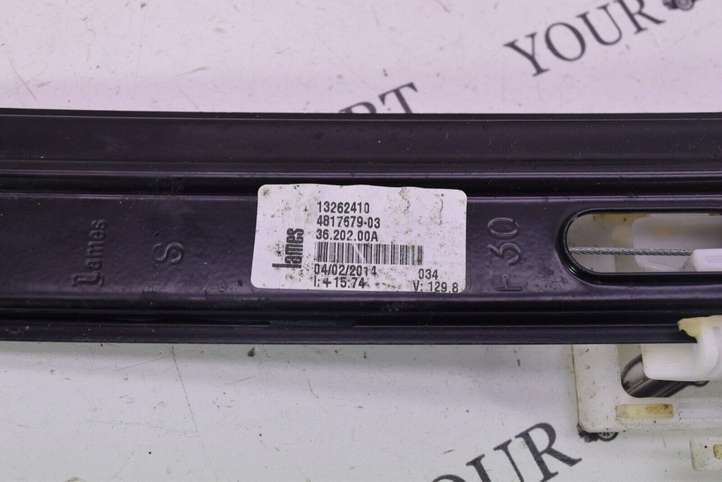 YOUR
RT
13262410
4817679-03
36.202.00A
Lames
04/02/2014 034
I:+15.74 V: 129.8
Lames
S
F30
YOUR